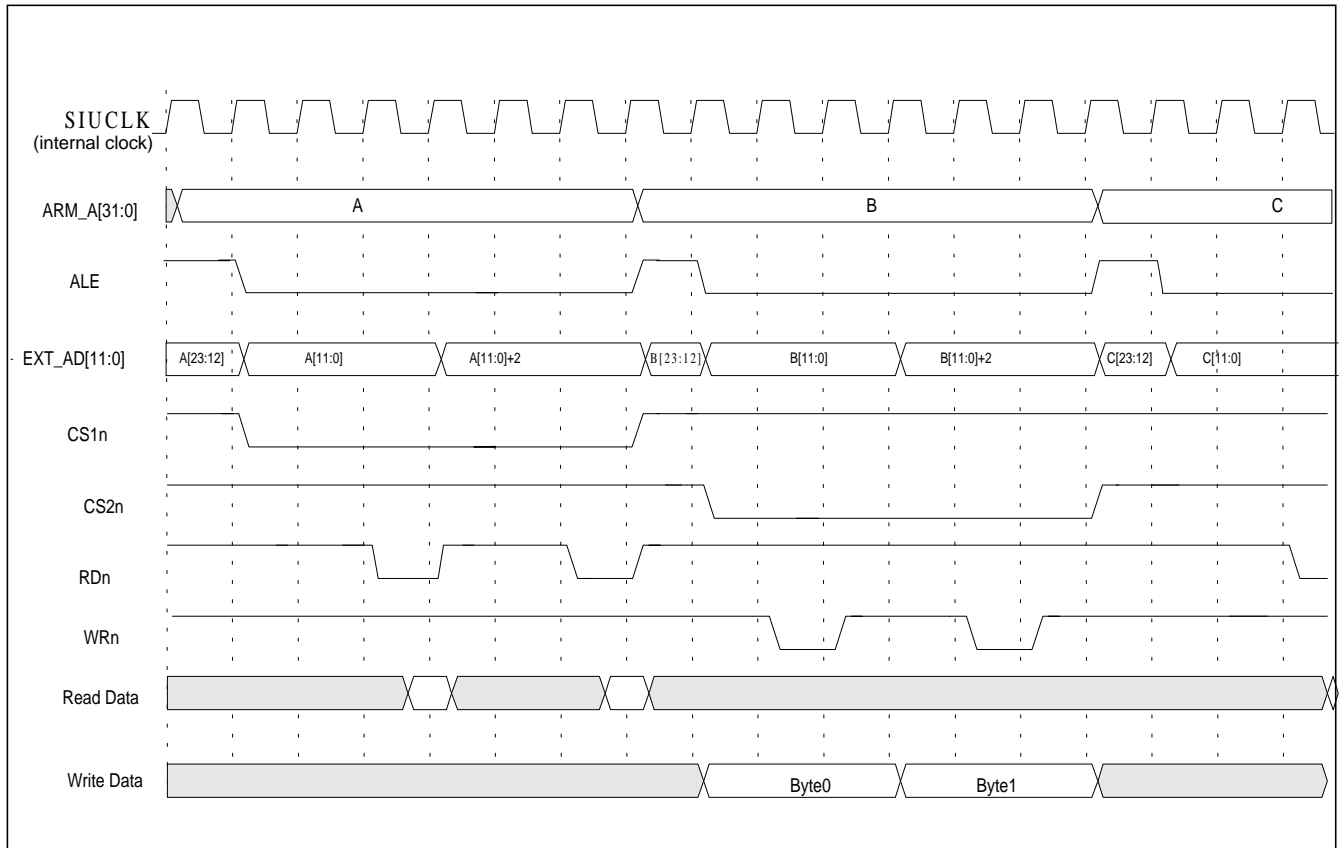 SIUCLK
(internal clock)
ARM_A[31:0] A B C
ALE
EXT_AD[11:0] A[23:12] A[11:0] A[11:0]+2 B[23:12] B[11:0] B[11:0]+2 C[23:12] C[11:0]
CS1n
CS2n
RDn
WRn
Read Data
Write Data Byte0 Byte1